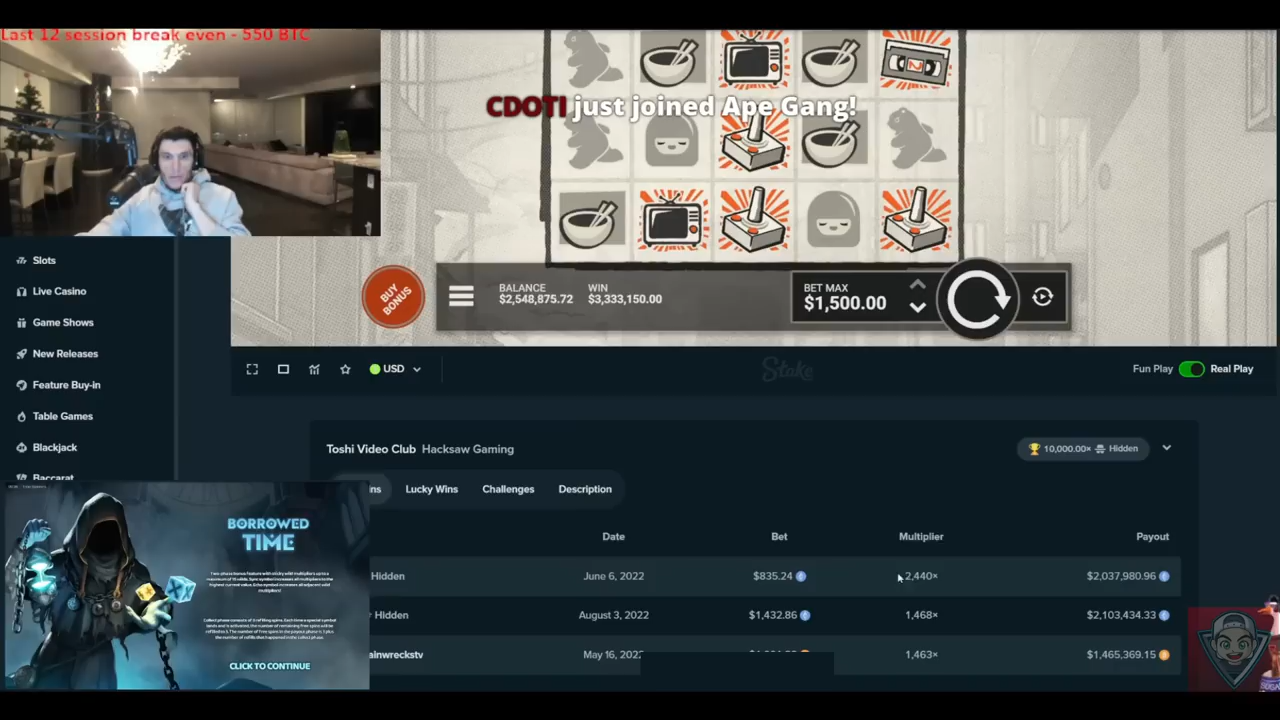 Last 12 session break even - 550 BTC
CDOTI just joined Ape Gang!
BUY BONUS
BALANCE
$2,548,875.72
WIN
$3,333,150.00
BET MAX
$1,500.00
Slots
Live Casino
Game Shows
New Releases
Feature Buy-in
Table Games
Blackjack
Baccarat
USD
Stake
Fun Play
Real Play
Toshi Video Club Hacksaw Gaming
10,000.00× Hidden
ins
Lucky Wins
Challenges
Description
Date
Bet
Multiplier
Payout
Hidden
June 6, 2022
$835.24
2,440×
$2,037,980.96
Hidden
August 3, 2022
$1,432.86
1,468×
$2,103,434.33
ainwreckstv
May 16, 2022
1,463×
$1,465,369.15
BORROWED
TIME
CLICK TO CONTINUE